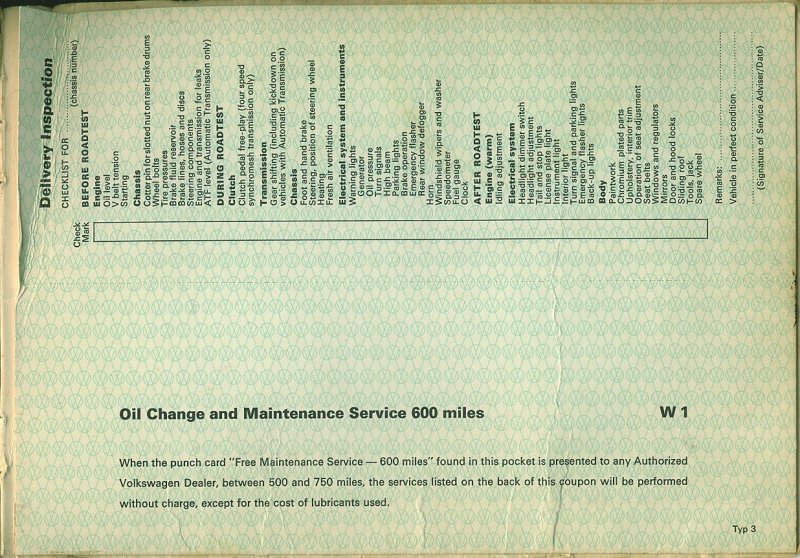 Delivery Inspection
CHECKLIST FOR ....................
(chassis number)
Check
Mark
BEFORE ROADTEST
Engine
Oil level
V belt tension
Starting
Chassis
Cotter pin for slotted nut on rear brake drums
Wheel bolts
Tire pressures
Brake fluid reservoir
Brake lines, hoses and discs
Steering components
Engine and transmission for leaks
ATF level (Automatic Transmission only)
DURING ROADTEST
Clutch
Clutch pedal free-play (four speed
synchromesh transmission only)
Transmission
Gear shifting (including kickdown on
vehicles with Automatic Transmission)
Chassis
Foot and hand brake
Steering, position of steering wheel
Heating
Fresh air ventilation
Electrical system and instruments
Warning lights
Generator
Oil pressure
Turn signals
High beam
Parking lights
Brake operation
Emergency flasher
Rear window defogger
Horn
Windshield wipers and washer
Speedometer
Fuel gauge
Clock
AFTER ROADTEST
Engine (warm)
Idling adjustment
Electrical system
Headlight dimmer switch
Headlight adjustment
Tail and stop lights
License plate light
Instrument light
Interior light
Turn signals and parking lights
Emergency flasher lights
Back-up lights
Body
Paintwork
Chromium plated parts
Upholstery, interior trim
Operation of seat adjustment
Seat belts
Windows and regulators
Mirrors
Door and hood locks
Sliding roof
Tools, jack
Spare wheel
Remarks: ....................
Vehicle in perfect condition ....................
(Signature of Service Adviser/Date)
Oil Change and Maintenance Service 600 miles W 1
When the punch card "Free Maintenance Service — 600 miles" found in this pocket is presented to any Authorized
Volkswagen Dealer, between 500 and 750 miles, the services listed on the back of this coupon will be performed
without charge, except for the cost of lubricants used.
Typ 3